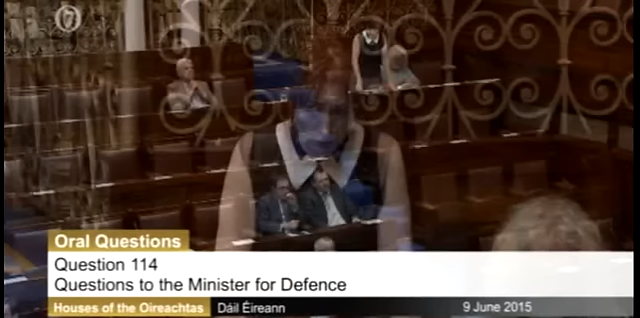 Oral Questions
Question 114
Questions to the Minister for Defence
Houses of the Oireachtas Dáil Éireann 9 June 2015